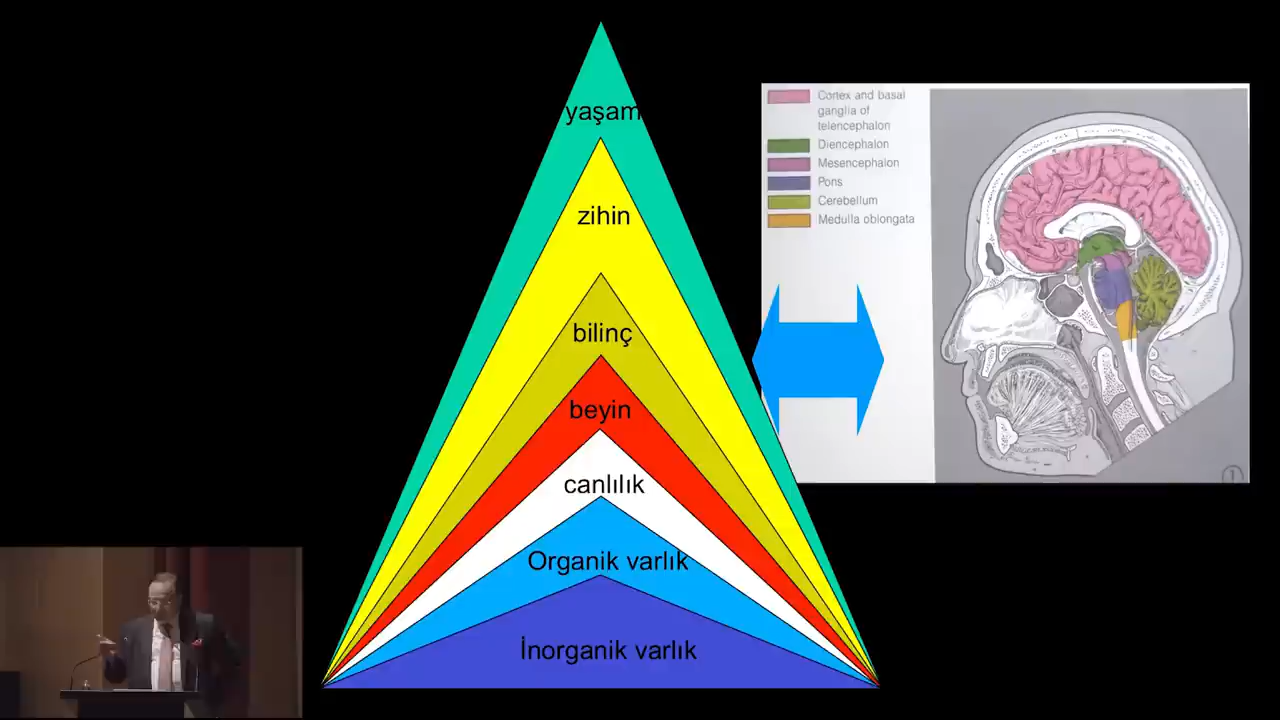 yaşam
zihin
bilinç
beyin
canlılık
Organik varlık
İnorganik varlık
Cortex and basal
ganglia of
telencephalon
Diencephalon
Mesencephalon
Pons
Cerebellum
Medulla oblongata
1